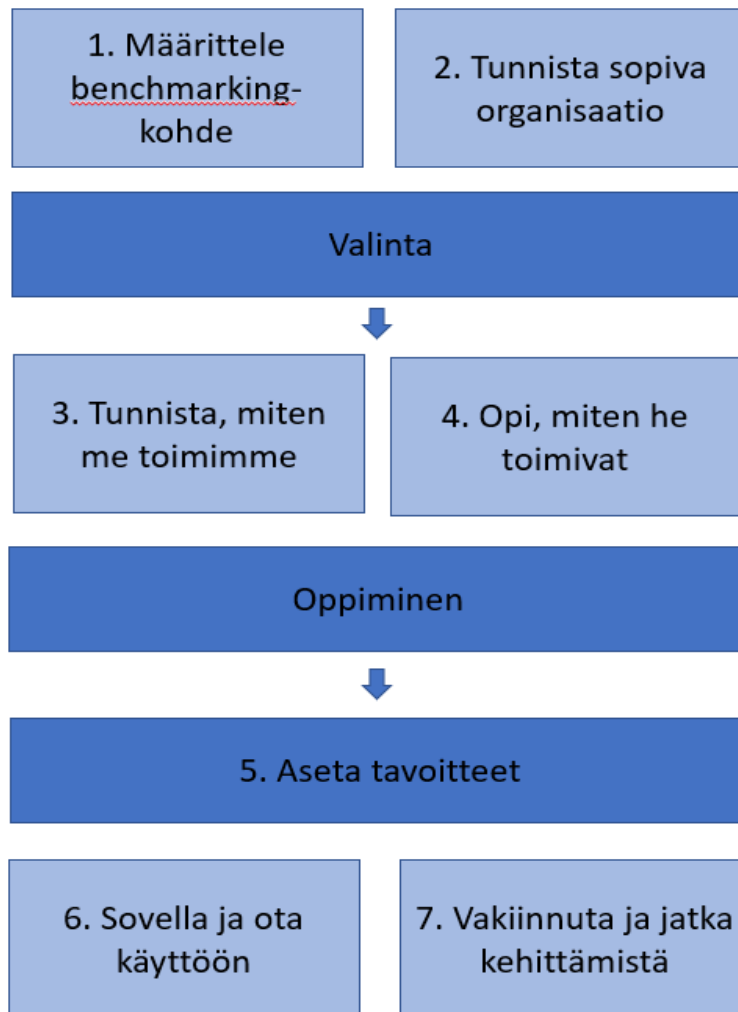 1. Määrittele
benchmarking-
kohde
2. Tunnista sopiva
organisaatio
Valinta
3. Tunnista, miten
me toimimme
4. Opi, miten he
toimivat
Oppiminen
5. Aseta tavoitteet
6. Sovella ja ota
käyttöön
7. Vakiinnuta ja jatka
kehittämistä